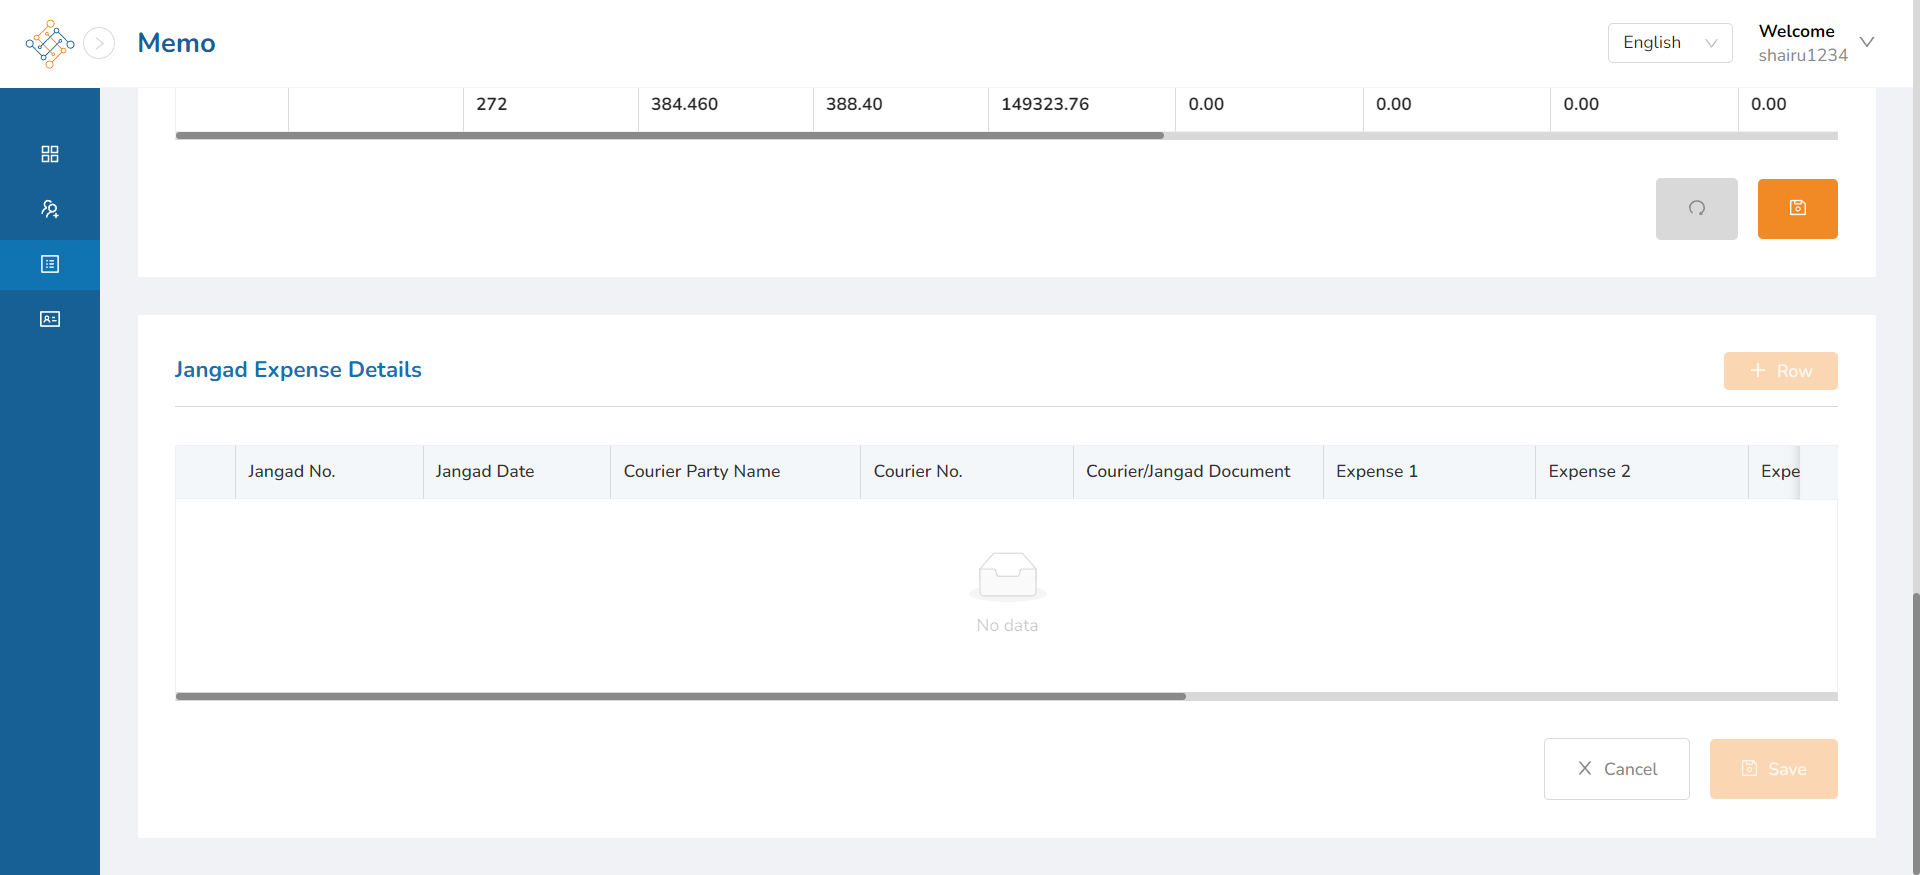 Memo
English
Welcome
shairu1234
272 384.460 388.40 149323.76 0.00 0.00 0.00 0.00
Jangad Expense Details
Row
Jangad No. Jangad Date Courier Party Name Courier No. Courier/Jangad Document Expense 1 Expense 2 Expe
No data
Cancel
Save